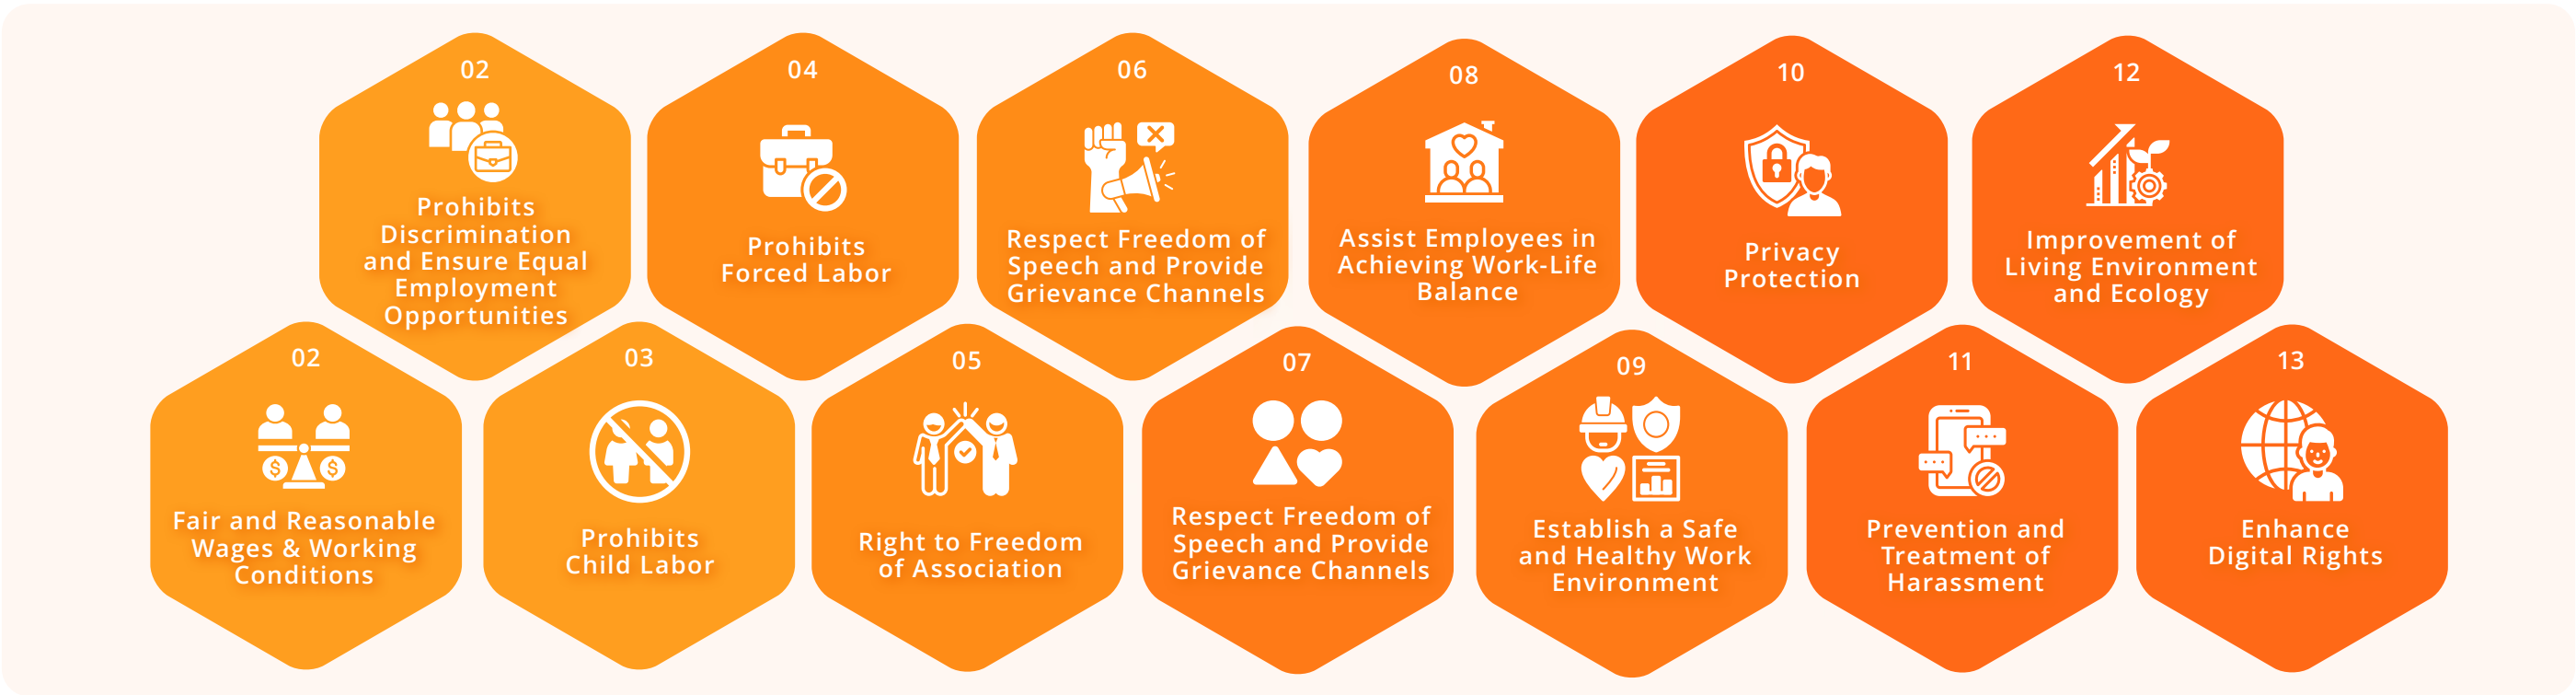 02
Prohibits
Discrimination
and Ensure Equal
Employment
Opportunities
04
Prohibits
Forced Labor
06
Respect Freedom of
Speech and Provide
Grievance Channels
08
Assist Employees in
Achieving Work-Life
Balance
10
Privacy
Protection
12
Improvement of
Living Environment
and Ecology
02
Fair and Reasonable
Wages & Working
Conditions
03
Prohibits
Child Labor
05
Right to Freedom
of Association
07
Respect Freedom of
Speech and Provide
Grievance Channels
09
Establish a Safe
and Healthy Work
Environment
11
Prevention and
Treatment of
Harassment
13
Enhance
Digital Rights